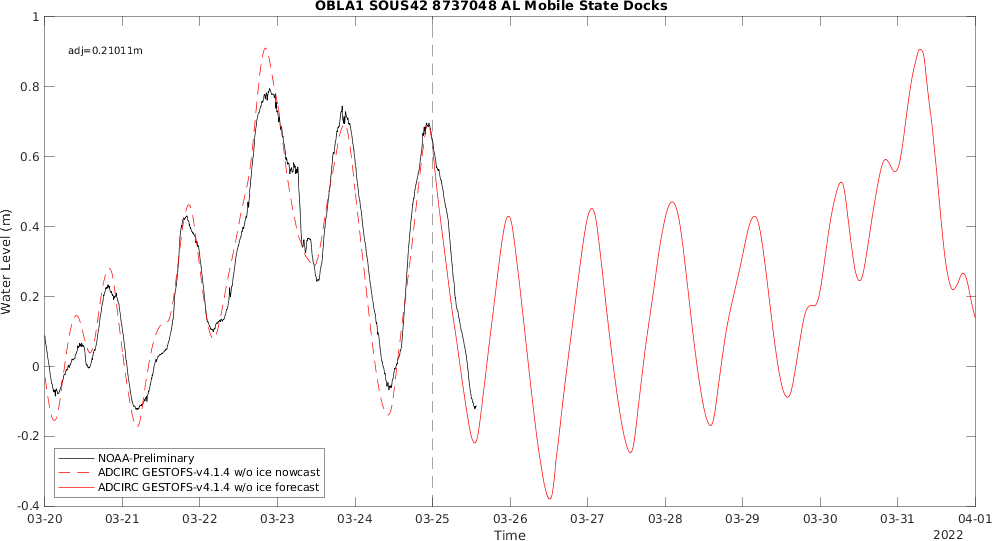 OBLA1 SOUS42 8737048 AL Mobile State Docks
adj=0.21011m
Water Level (m)
1
0.8
0.6
0.4
0.2
0
-0.2
-0.4
NOAA-Preliminary
ADCIRC GESTOFS-v4.1.4 w/o ice nowcast
ADCIRC GESTOFS-v4.1.4 w/o ice forecast
03-20 03-21 03-22 03-23 03-24 03-25 03-26 03-27 03-28 03-29 03-30 03-31 04-01
Time
2022